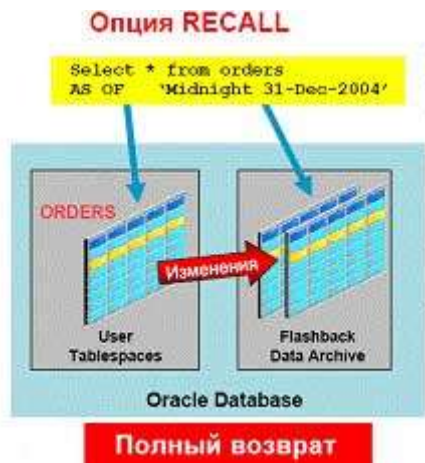 Опция RECALL
Select * from orders
AS OF 'Midnight 31-Dec-2004'
ORDERS
Изменения
User
Tablespaces
Flashback
Data Archive
Oracle Database
Полный возврат